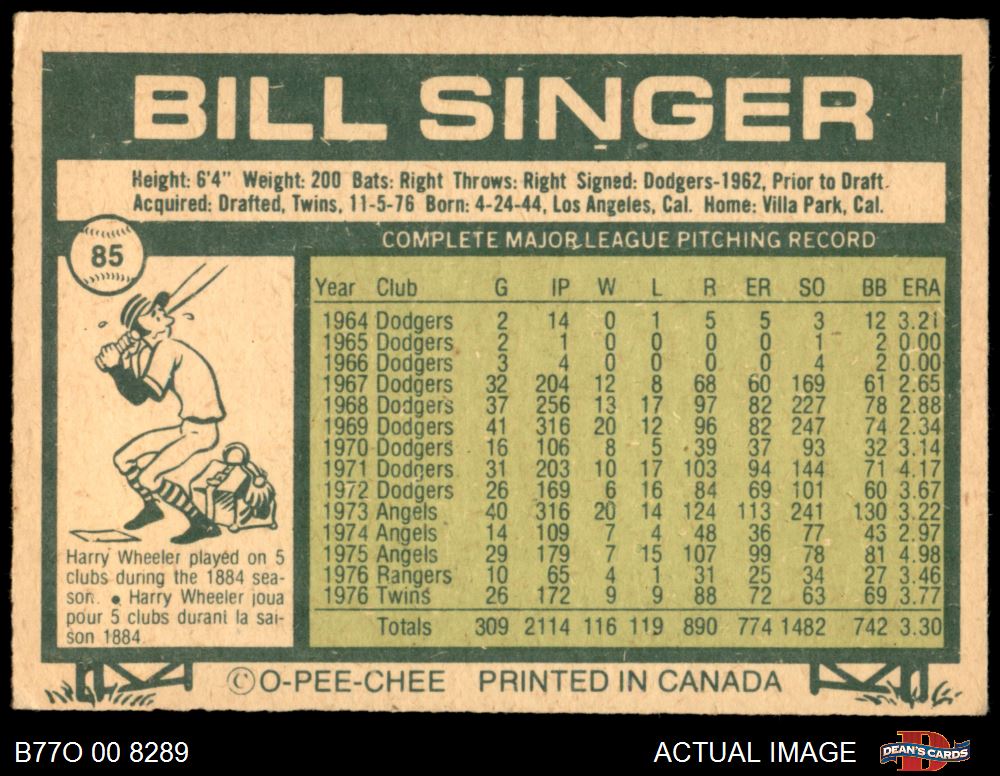 BILL SINGER
Height: 6'4" Weight: 200 Bats: Right Throws: Right Signed: Dodgers-1962, Prior to Draft.
Acquired: Drafted, Twins, 11-5-76 Born: 4-24-44, Los Angeles, Cal. Home: Villa Park, Cal.
85
COMPLETE MAJOR LEAGUE PITCHING RECORD
Year Club G IP W L R ER SO BB ERA
1964 Dodgers 2 14 0 1 5 5 3 12 3.21
1965 Dodgers 2 1 0 0 0 0 1 2 0.00
1966 Dodgers 3 4 0 0 0 0 4 2 0.00
1967 Dodgers 32 204 12 8 68 60 169 61 2.65
1968 Dodgers 37 256 13 17 97 82 227 78 2.88
1969 Dodgers 41 316 20 12 96 82 247 74 2.34
1970 Dodgers 16 106 8 5 39 37 93 32 3.14
1971 Dodgers 31 203 10 17 103 94 144 71 4.17
1972 Dodgers 26 169 6 16 84 69 101 60 3.67
1973 Angels 40 316 20 14 124 113 241 130 3.22
1974 Angels 14 109 7 4 48 36 77 43 2.97
1975 Angels 29 179 7 15 107 99 78 81 4.98
1976 Rangers 10 65 4 1 31 25 34 27 3.46
1976 Twins 26 172 9 9 88 72 63 69 3.77
Totals 309 2114 116 119 890 774 1482 742 3.30
Harry Wheeler played on 5
clubs during the 1884 sea-
son. ● Harry Wheeler joua
pour 5 clubs durant la sai-
son 1884.
© O-PEE-CHEE PRINTED IN CANADA
B77O 00 8289
ACTUAL IMAGE
DEAN'S CARDS